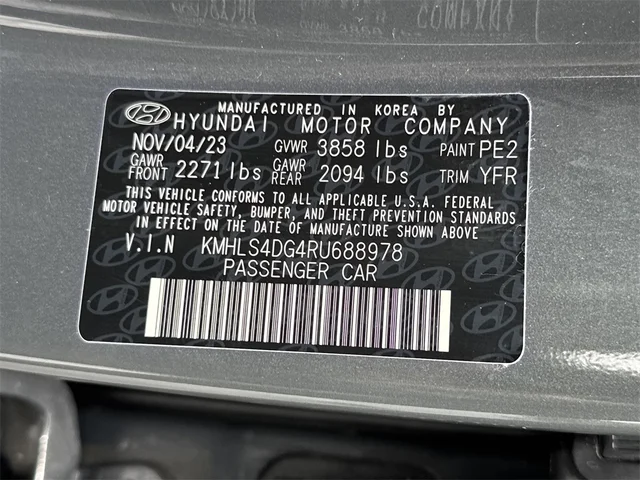 MANUFACTURED IN KOREA BY
HYUNDAI MOTOR COMPANY
NOV/04/23 GVWR 3858 lbs PAINT PE2
GAWR FRONT 2271 lbs GAWR REAR 2094 lbs TRIM YFR
THIS VEHICLE CONFORMS TO ALL APPLICABLE U.S.A. FEDERAL
MOTOR VEHICLE SAFETY, BUMPER, AND THEFT PREVENTION STANDARDS
IN EFFECT ON THE DATE OF MANUFACTURE SHOWN ABOVE.
V.I.N KMHLS4DG4RU688978
PASSENGER CAR